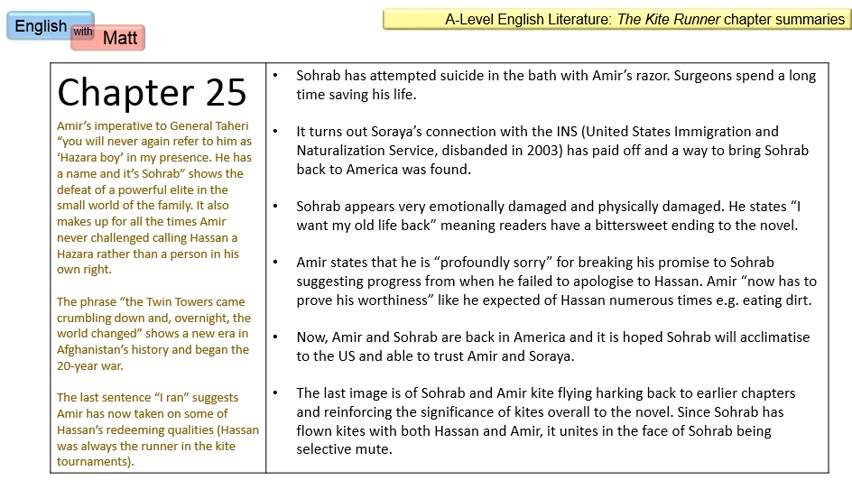 English
with
Matt
A-Level English Literature: The Kite Runner chapter summaries
Chapter 25
Amir's imperative to General Taheri
“you will never again refer to him as
‘Hazara boy’ in my presence. He has
a name and it’s Sohrab” shows the
defeat of a powerful elite in the
small world of the family. It also
makes up for all the times Amir
never challenged calling Hassan a
Hazara rather than a person in his
own right.
The phrase “the Twin Towers came
crumbling down and, overnight, the
world changed” shows a new era in
Afghanistan’s history and began the
20-year war.
The last sentence “I ran” suggests
Amir has now taken on some of
Hassan’s redeeming qualities (Hassan
was always the runner in the kite
tournaments).
• Sohrab has attempted suicide in the bath with Amir’s razor. Surgeons spend a long
time saving his life.
• It turns out Soraya’s connection with the INS (United States Immigration and
Naturalization Service, disbanded in 2003) has paid off and a way to bring Sohrab
back to America was found.
• Sohrab appears very emotionally damaged and physically damaged. He states “I
want my old life back” meaning readers have a bittersweet ending to the novel.
• Amir states that he is “profoundly sorry” for breaking his promise to Sohrab
suggesting progress from when he failed to apologise to Hassan. Amir “now has to
prove his worthiness” like he expected of Hassan numerous times e.g. eating dirt.
• Now, Amir and Sohrab are back in America and it is hoped Sohrab will acclimatise
to the US and able to trust Amir and Soraya.
• The last image is of Sohrab and Amir kite flying harking back to earlier chapters
and reinforcing the significance of kites overall to the novel. Since Sohrab has
flown kites with both Hassan and Amir, it unites in the face of Sohrab being
selective mute.